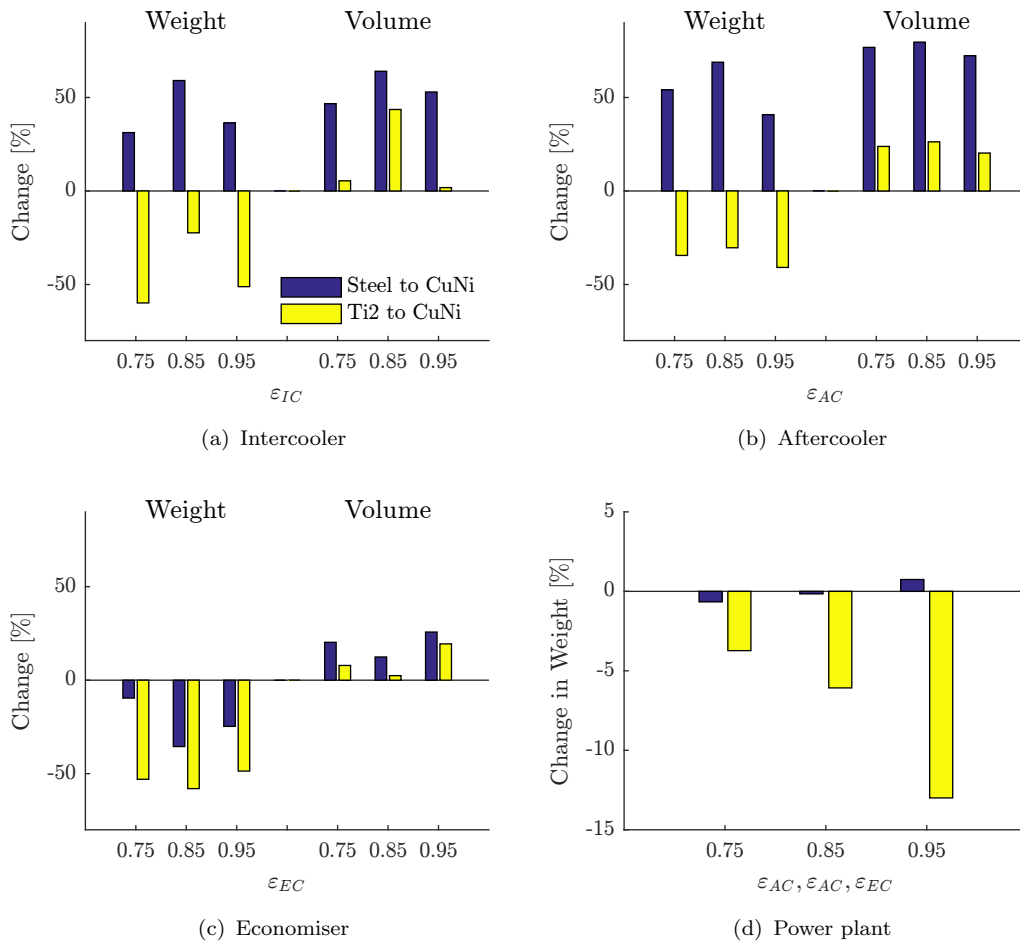 Weight Volume
Change [%]
50
0
-50
Steel to CuNi
Ti2 to CuNi
0.75 0.85 0.95 0.75 0.85 0.95
ε_IC
(a) Intercooler
Weight Volume
Change [%]
50
0
-50
0.75 0.85 0.95 0.75 0.85 0.95
ε_AC
(b) Aftercooler
Weight Volume
Change [%]
50
0
-50
0.75 0.85 0.95 0.75 0.85 0.95
ε_EC
(c) Economiser
Change in Weight [%]
5
0
-5
-10
-15
0.75 0.85 0.95
ε_AC, ε_AC, ε_EC
(d) Power plant